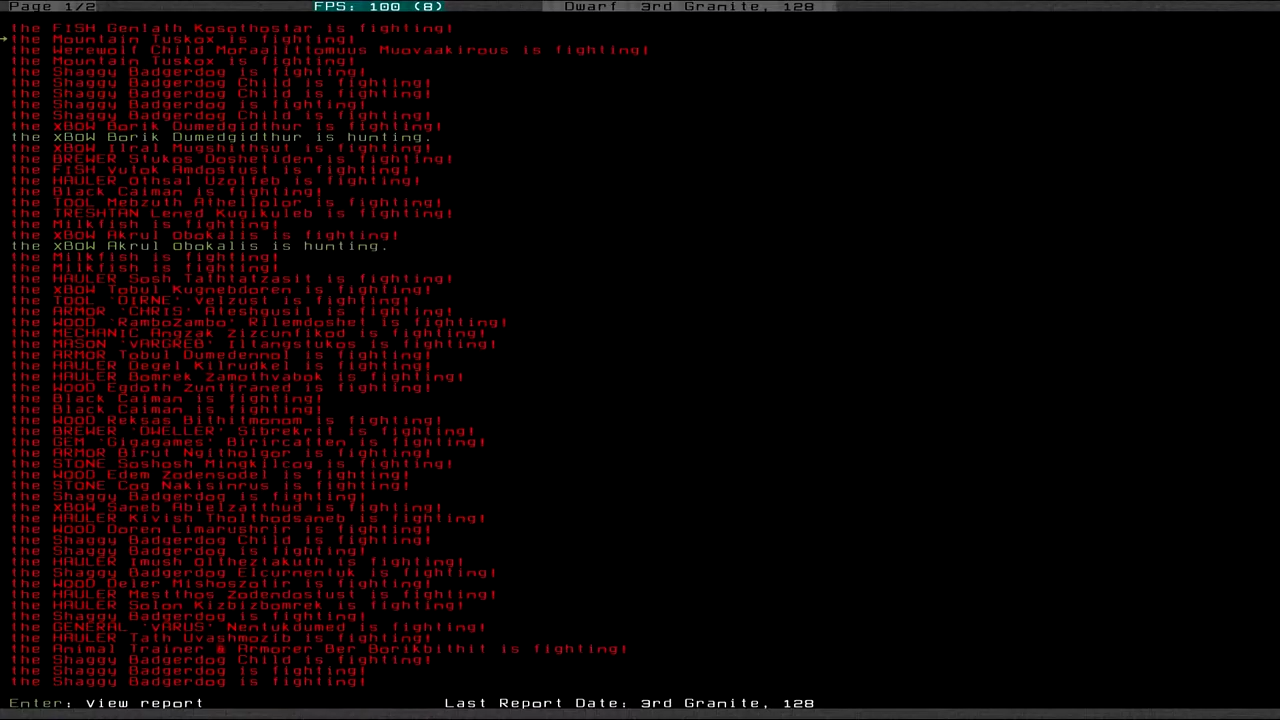 Page 1/2 FPS: 100 (8) Dwarf 3rd Granite, 128
the FISH Genlath Kosothostar is fighting!
the Mountain Tuskox is fighting!
the Werewolf Child Moraalittomuus Muovaakirous is fighting!
the Mountain Tuskox is fighting!
the Shaggy Badgerdog is fighting!
the Shaggy Badgerdog Child is fighting!
the Shaggy Badgerdog is fighting!
the Shaggy Badgerdog Child is fighting!
the XBOW Borik Dumedgidthur is fighting!
the XBOW Borik Dumedgidthur is hunting.
the XBOW Ilral Mugshithsut is fighting!
the BREWER Stukos Ooshetlden is fighting!
the FISH Vutok Amdostust is fighting!
the HAULER Othsal Uzolfeb is fighting!
the Black Caiman is fighting!
the TOOL Mebzuth Athellolor is fighting!
the TRESHTAN Lened Kugikuleb is fighting!
the Milkfish is fighting!
the XBOW Akrul Obokalis is fighting!
the XBOW Akrul Obokalis is hunting.
the Milkfish is fighting!
the Milkfish is fighting!
the HAULER Sosh Tathtatzasit is fighting!
the XBOW Tobul Kugnebdoren is fighting!
the TOOL `OIRNE' Velzust is fighting!
the ARMOR `CHRIS' Ateshgusil is fighting!
the WOOD `RamboZambo' Rilemdoshet is fighting!
the MECHANIC Angzak Zizcunfikod is fighting!
the MASON `VARGREB' Iltangstukos is fighting!
the ARMOR Tobul Dumedennol is fighting!
the HAULER Degel Kilrudkel is fighting!
the HAULER Bomrek Zamothvabok is fighting!
the WOOD Egdoth Zuntiraned is fighting!
the Black Caiman is fighting!
the Black Caiman is fighting!
the WOOD Reksas Bithitmonom is fighting!
the BREWER `DWELLER' Sibrekrit is fighting!
the GEM `Gigagames' Birircatten is fighting!
the ARMOR Birut Ngitholgor is fighting!
the STONE Soshosh Mingkilcog is fighting!
the WOOD Edem Zodensodel is fighting!
the STONE Cog Nakisinrus is fighting!
the Shaggy Badgerdog is fighting!
the XBOW Saneb Ablelzatthud is fighting!
the HAULER Kivish Tholthodsaneb is fighting!
the WOOD Doren Limarushrir is fighting!
the Shaggy Badgerdog Child is fighting!
the Shaggy Badgerdog is fighting!
the HAULER Imush Oltheztakuth is fighting!
the Shaggy Badgerdog Elcurnentuk is fighting!
the WOOD Deler Mishoszotir is fighting!
the HAULER Mestthos Zodendostust is fighting!
the HAULER Solon Kizbizbomrek is fighting!
the Shaggy Badgerdog is fighting!
the GENERAL `VARUS' Nentukdumed is fighting!
the HAULER Tath Uvashmozib is fighting!
the Animal Trainer & Armorer Ber Borikbithit is fighting!
the Shaggy Badgerdog Child is fighting!
the Shaggy Badgerdog is fighting!
the Shaggy Badgerdog is fighting!
Enter: view report Last Report Date: 3rd Granite, 128